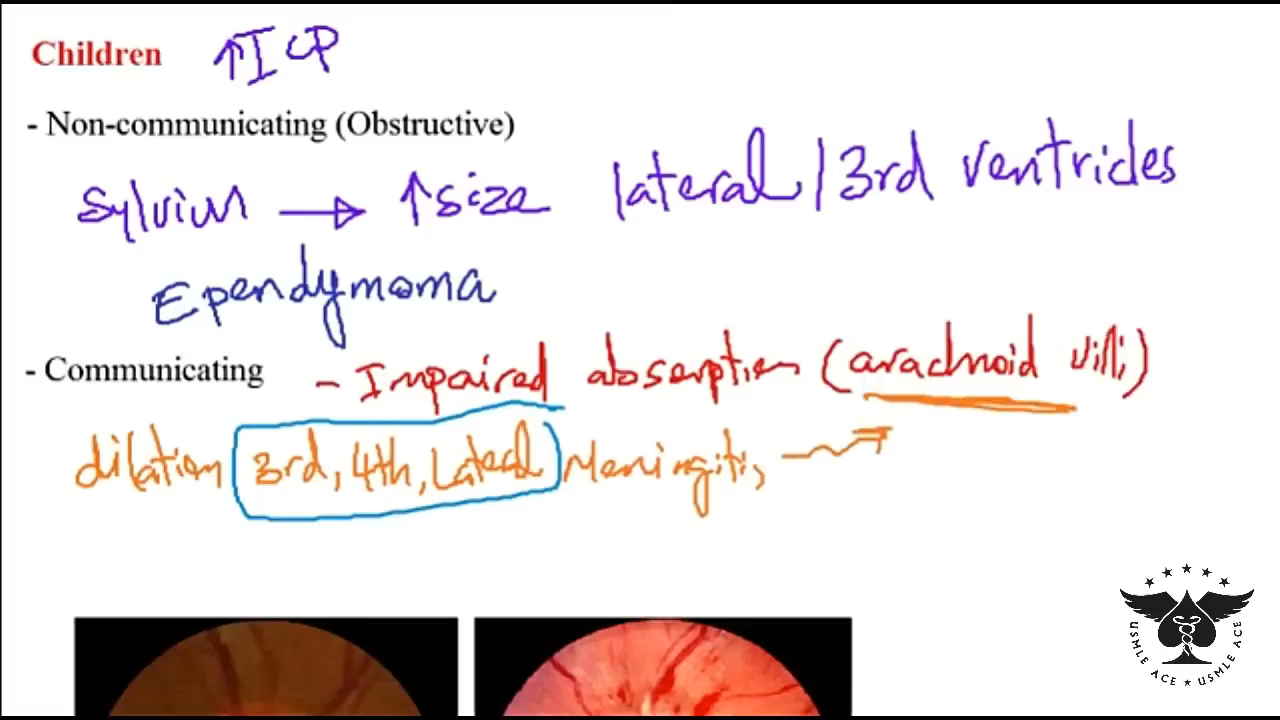 Children ↑ICP
- Non-communicating (Obstructive)
Sylvius → ↑size lateral/3rd ventricles
Ependymoma
- Communicating - Impaired absorption (arachnoid villi)
dilation 3rd, 4th, Lateral Meningitis →
USMLE ACE ★ USMLE ACE